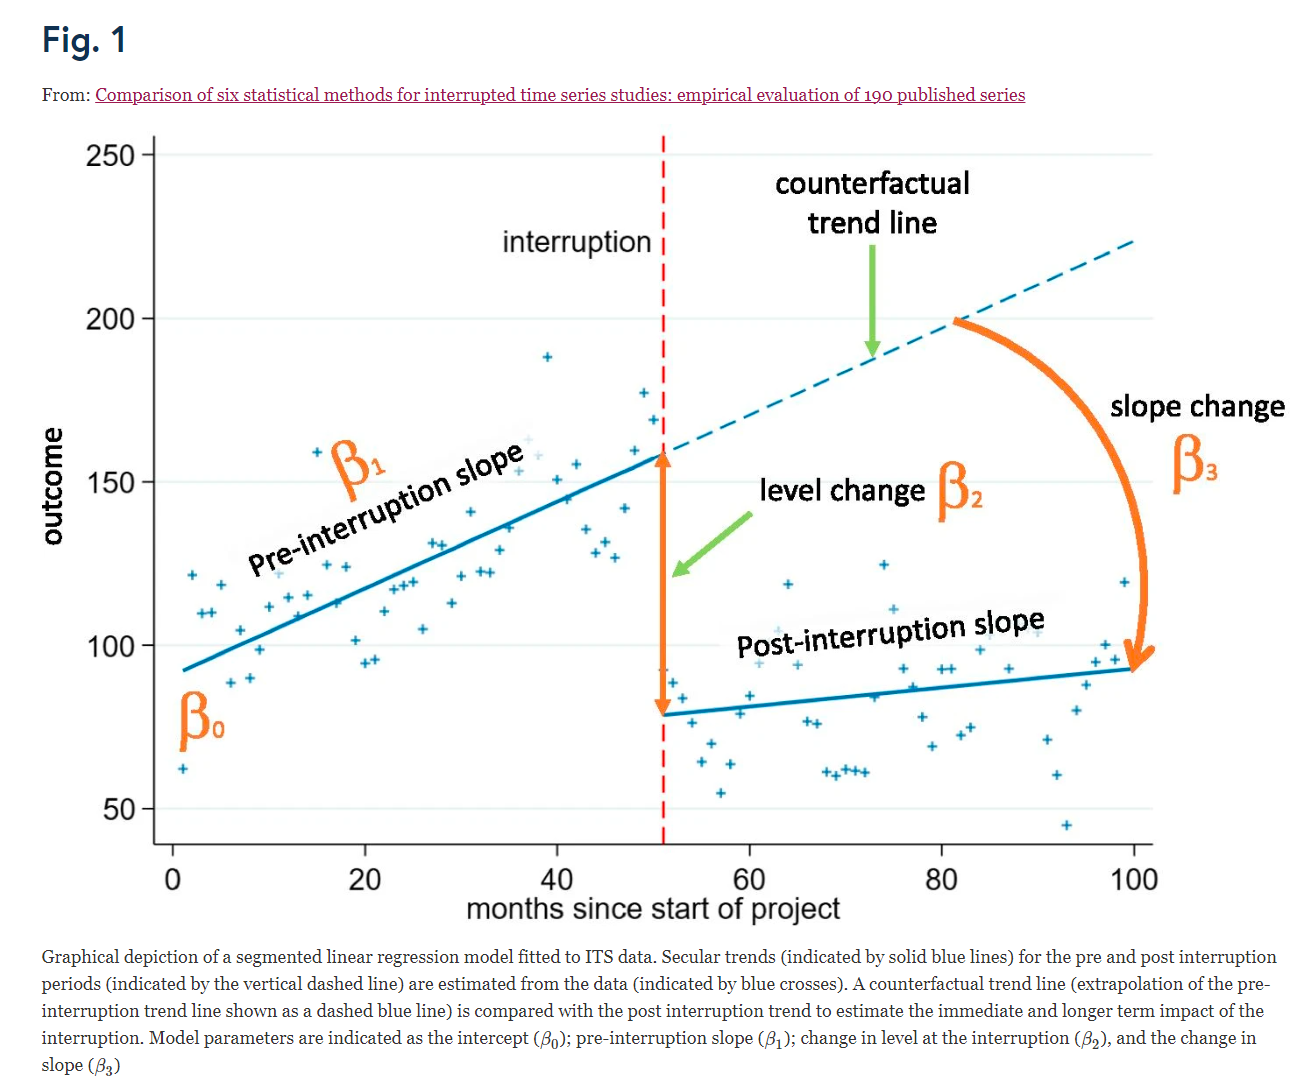 Fig. 1
From: Comparison of six statistical methods for interrupted time series studies: empirical evaluation of 190 published series
250
200
150
100
50
outcome
0
20
40
60
80
100
months since start of project
interruption
counterfactual
trend line
β₁
Pre-interruption slope
β₀
level change β₂
slope change
β₃
Post-interruption slope
Graphical depiction of a segmented linear regression model fitted to ITS data. Secular trends (indicated by solid blue lines) for the pre and post interruption
periods (indicated by the vertical dashed line) are estimated from the data (indicated by blue crosses). A counterfactual trend line (extrapolation of the pre-
interruption trend line shown as a dashed blue line) is compared with the post interruption trend to estimate the immediate and longer term impact of the
interruption. Model parameters are indicated as the intercept (β₀); pre-interruption slope (β₁); change in level at the interruption (β₂), and the change in
slope (β₃)